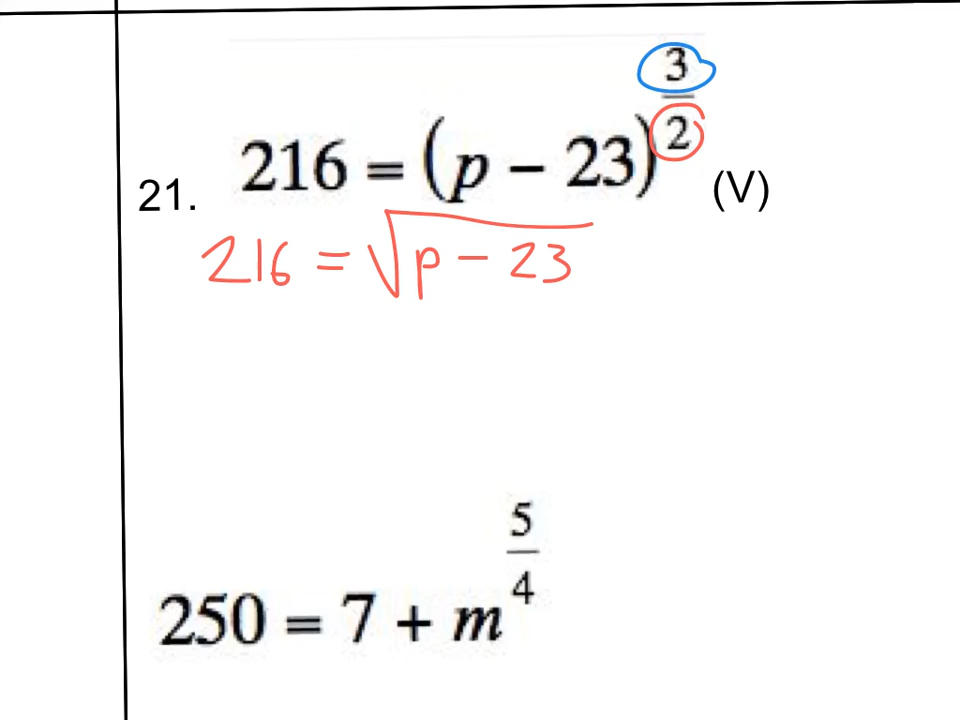 21. 216 = (p − 23)^(3/2) (V)
216 = √(p − 23)
250 = 7 + m^(5/4)